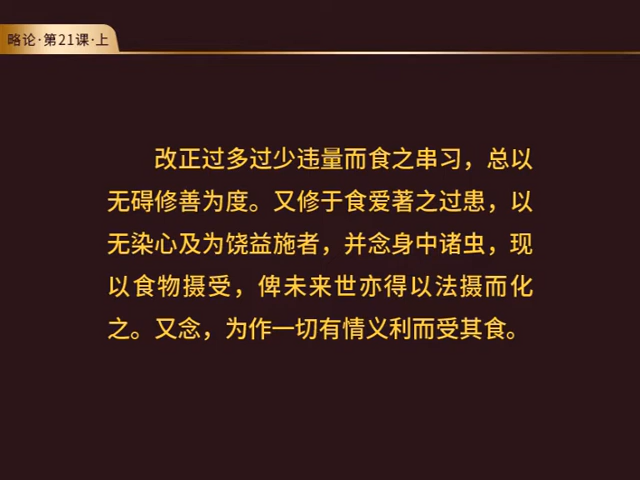 略论·第21课·上
改正过多过少违量而食之串习，总以
无碍修善为度。又修于食爱著之过患，以
无染心及为饶益施者，并念身中诸虫，现
以食物摄受，俾未来世亦得以法摄而化
之。又念，为作一切有情义利而受其食。